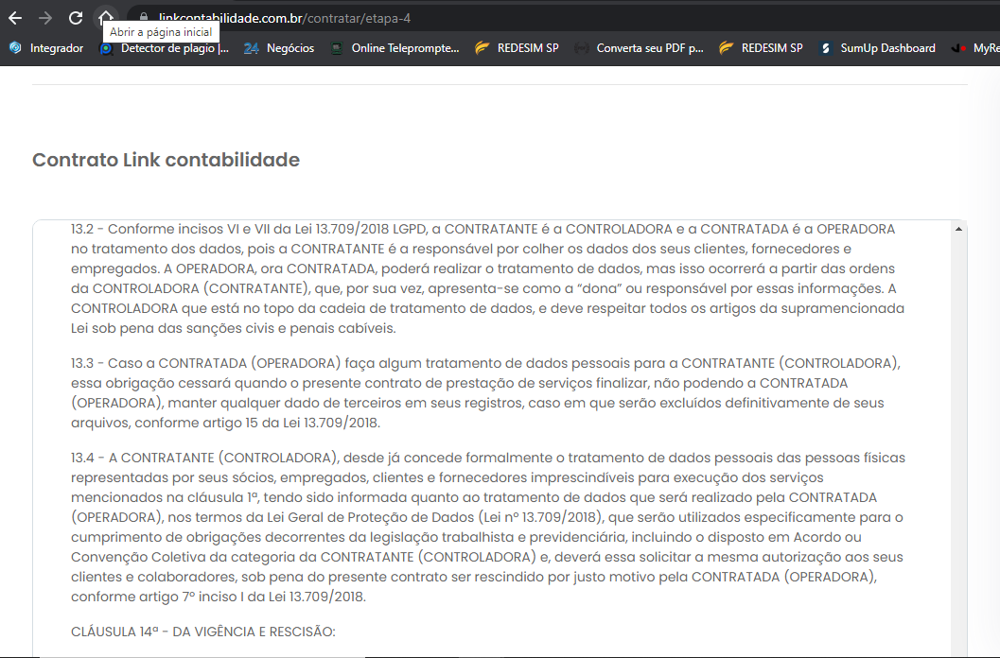 linkcontabilidade.com.br/contratar/etapa-4
Abrir a página inicial
Integrador Detector de plagio |... 24 Negócios Online Telepromte... REDESIM SP Converta seu PDF p... REDESIM SP SumUp Dashboard MyRe
Contrato Link contabilidade
13.2 - Conforme incisos VI e VII da Lei 13.709/2018 LGPD, a CONTRATANTE é a CONTROLADORA e a CONTRATADA é a OPERADORA
no tratamento dos dados, pois a CONTRATANTE é a responsável por colher os dados dos seus clientes, fornecedores e
empregados. A OPERADORA, ora CONTRATADA, poderá realizar o tratamento de dados, mas isso ocorrerá a partir das ordens
da CONTROLADORA (CONTRATANTE), que, por sua vez, apresenta-se como a “dona” ou responsável por essas informações. A
CONTROLADORA que está no topo da cadeia de tratamento de dados, e deve respeitar todos os artigos da supramencionada
Lei sob pena das sanções civis e penais cabíveis.
13.3 - Caso a CONTRATADA (OPERADORA) faça algum tratamento de dados pessoais para a CONTRATANTE (CONTROLADORA),
essa obrigação cessará quando o presente contrato de prestação de serviços finalizar, não podendo a CONTRATADA
(OPERADORA), manter qualquer dado de terceiros em seus registros, caso em que serão excluídos definitivamente de seus
arquivos, conforme artigo 15 da Lei 13.709/2018.
13.4 - A CONTRATANTE (CONTROLADORA), desde já concede formalmente o tratamento de dados pessoais das pessoas físicas
representadas por seus sócios, empregados, clientes e fornecedores imprescindíveis para execução dos serviços
mencionados na cláusula 1ª, tendo sido informada quanto ao tratamento de dados que será realizado pela CONTRATADA
(OPERADORA), nos termos da Lei Geral de Proteção de Dados (Lei nº 13.709/2018), que serão utilizados especificamente para o
cumprimento de obrigações decorrentes da legislação trabalhista e previdenciária, incluindo o disposto em Acordo ou
Convenção Coletiva da categoria da CONTRATANTE (CONTROLADORA) e, deverá essa solicitar a mesma autorização aos seus
clientes e colaboradores, sob pena do presente contrato ser rescindido por justo motivo pela CONTRATADA (OPERADORA),
conforme artigo 7º inciso I da Lei 13.709/2018.
CLÁUSULA 14ª - DA VIGÊNCIA E RESCISÃO: